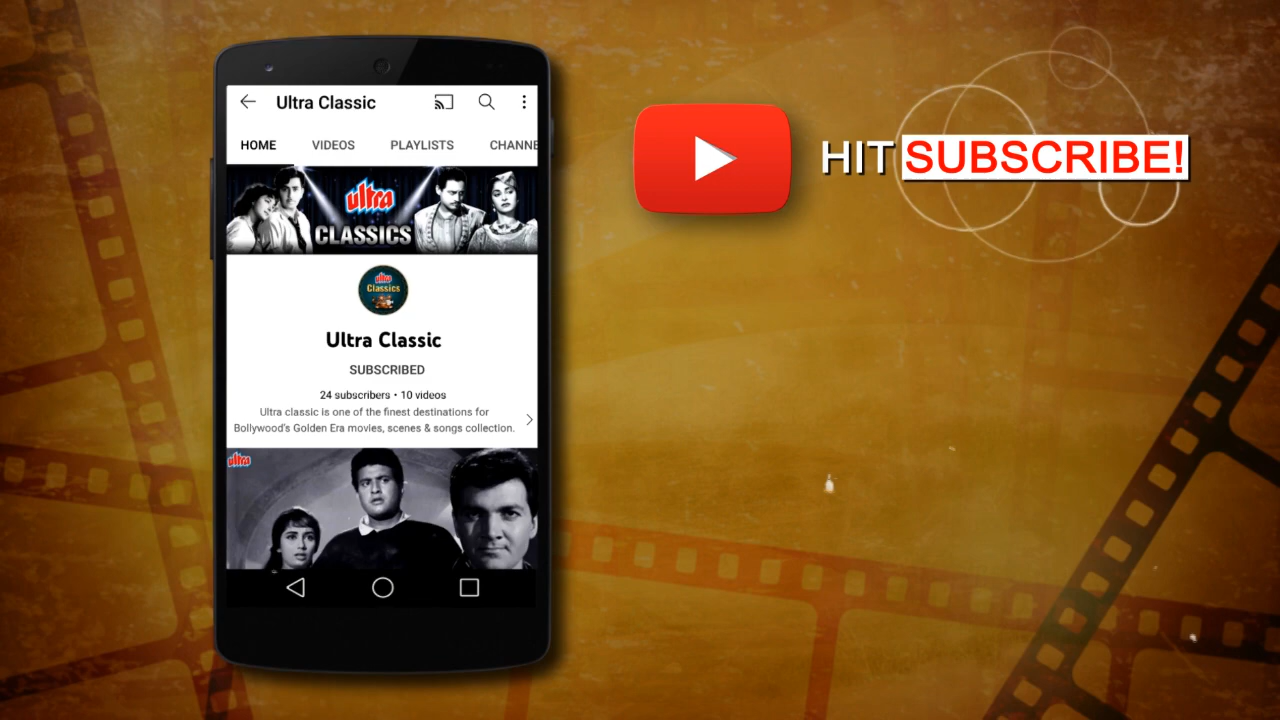 Ultra Classic
HOME VIDEOS PLAYLISTS CHANNE
ultra
CLASSICS
ultra
Classics
Ultra Classic
SUBSCRIBED
24 subscribers • 10 videos
Ultra classic is one of the finest destinations for
Bollywood's Golden Era movies, scenes & songs collection.
ultra
HIT SUBSCRIBE!